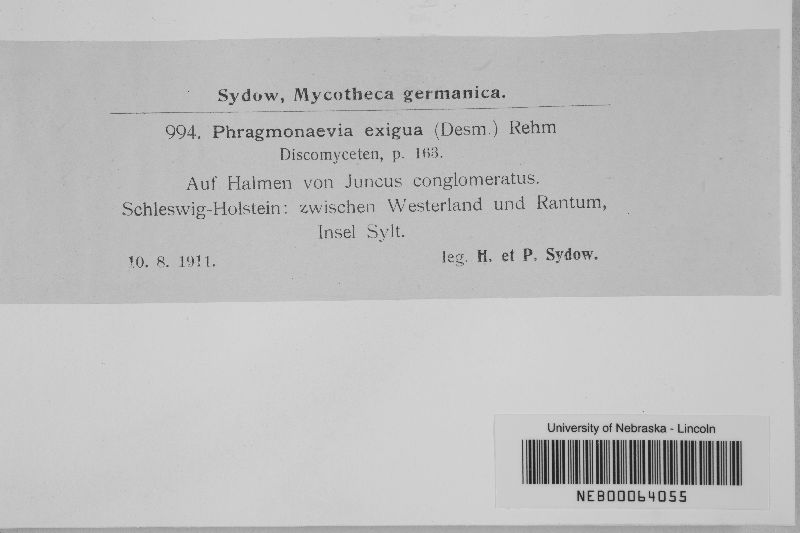 Sydow, Mycotheca germanica.
994. Phragmonaevia exigua (Desm.) Rehm
Discomyceten, p. 163.
Auf Halmen von Juncus conglomeratus.
Schleswig-Holstein: zwischen Westerland und Rantum,
Insel Sylt.
10. 8. 1911. leg. H. et P. Sydow.
University of Nebraska - Lincoln
NEB00064055